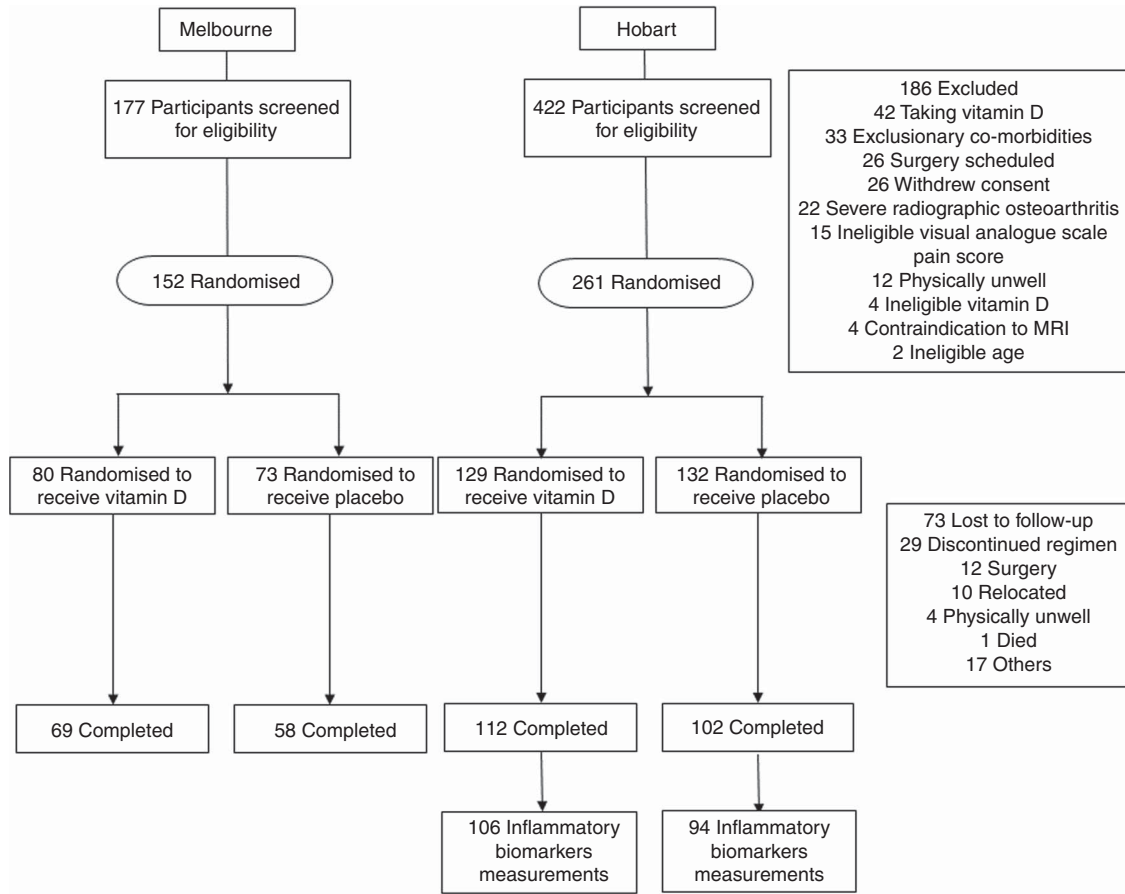 Melbourne
Hobart
177 Participants screened
for eligibility
422 Participants screened
for eligibility
186 Excluded
42 Taking vitamin D
33 Exclusionary co-morbidities
26 Surgery scheduled
26 Withdrew consent
22 Severe radiographic osteoarthritis
15 Ineligible visual analogue scale
pain score
12 Physically unwell
4 Ineligible vitamin D
4 Contraindication to MRI
2 Ineligible age
152 Randomised
261 Randomised
80 Randomised to
receive vitamin D
73 Randomised to
receive placebo
129 Randomised to
receive vitamin D
132 Randomised to
receive placebo
73 Lost to follow-up
29 Discontinued regimen
12 Surgery
10 Relocated
4 Physically unwell
1 Died
17 Others
69 Completed
58 Completed
112 Completed
102 Completed
106 Inflammatory
biomarkers
measurements
94 Inflammatory
biomarkers
measurements